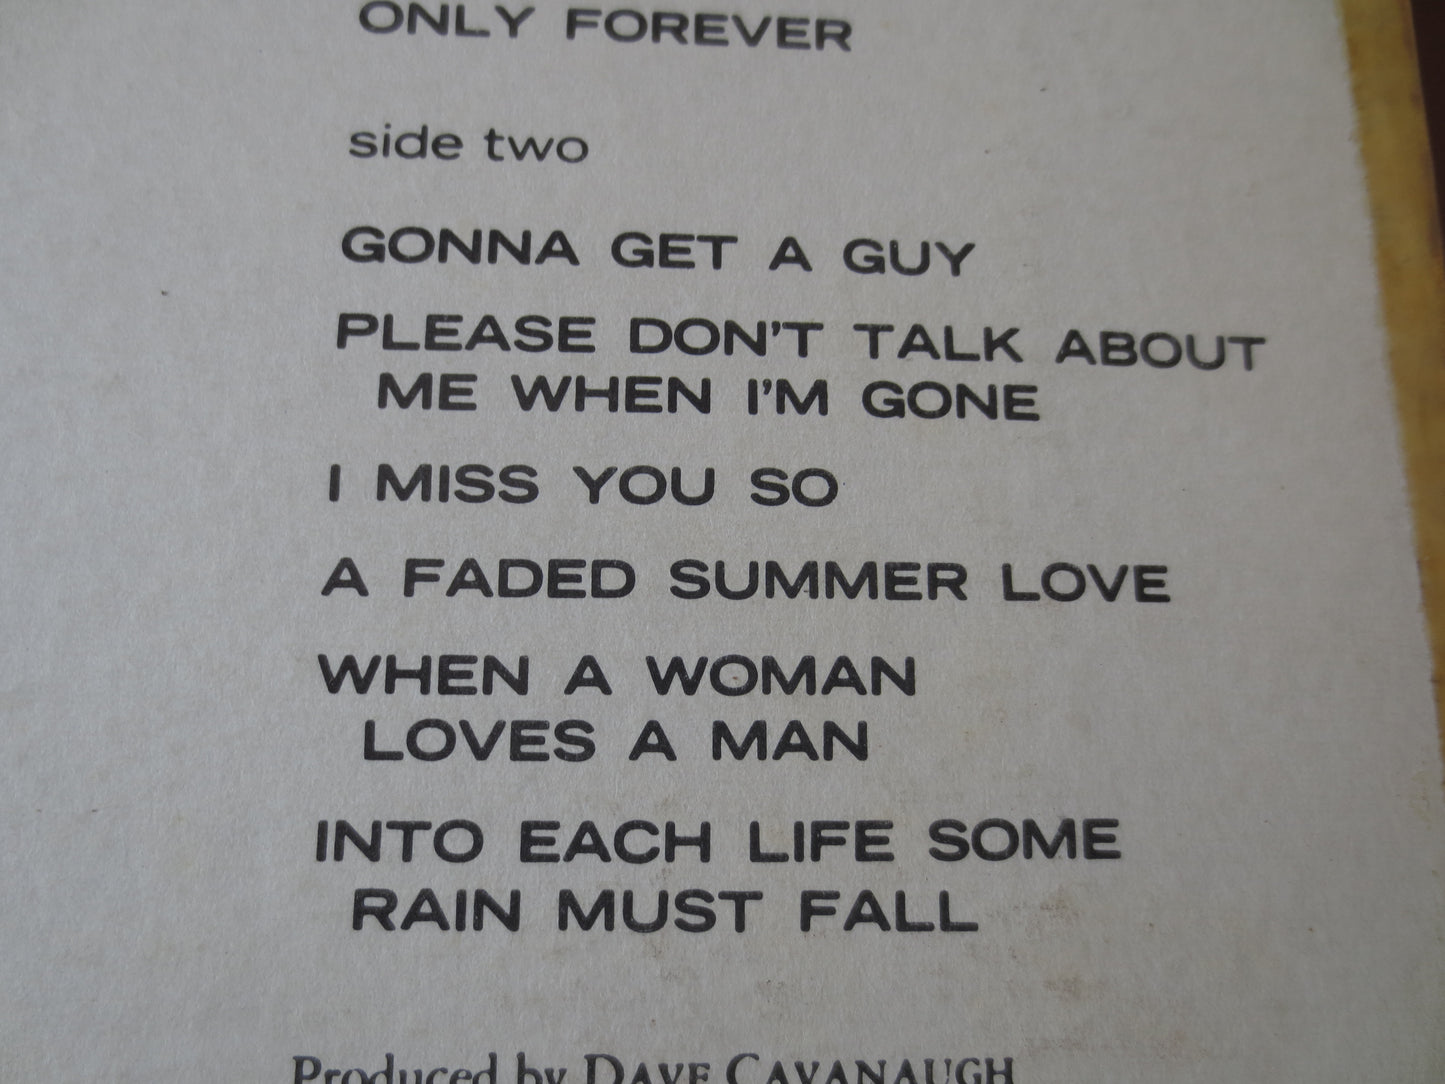 ONLY FOREVER
side two
GONNA GET A GUY
PLEASE DON'T TALK ABOUT
ME WHEN I'M GONE
I MISS YOU SO
A FADED SUMMER LOVE
WHEN A WOMAN
LOVES A MAN
INTO EACH LIFE SOME
RAIN MUST FALL
Produced by DAVE CAVANAUGH